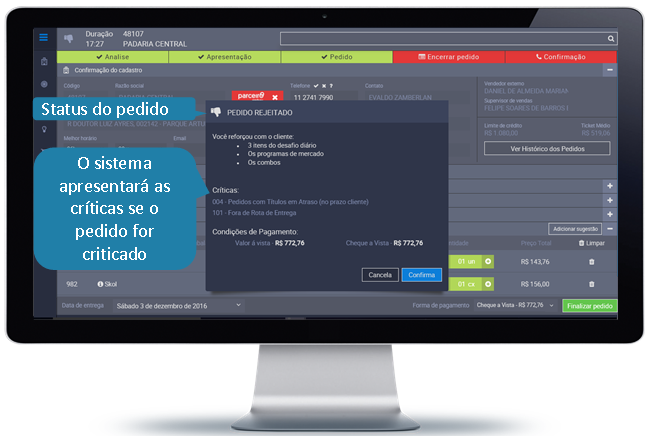 Duração 48107
17:27 PADARIA CENTRAL
Analise
Apresentação
Pedido
Encerrar pedido
Confirmação
Confirmação do cadastro
Código
Razão social
parceiro
Telefone
11 2741 7990
Contato
EVALDO ZAMBERLAN
Vendedor externo
DANIEL DE ALMEIDA MARIAN
Supervisor de vendas
FELIPE SOARES DE BARROS
Limite de crédito
R$ 1.080,00
Ticket Médio
R$ 519,56
Ver Histórico dos Pedidos
Melhor horário
Email
Status do pedido
O sistema
apresentará as
críticas se o
pedido for
criticado
PEDIDO REJEITADO
Você reforçou com o cliente:
• 3 itens do desafio diário
• Os programas de mercado
• Os combos
Críticas:
004 - Pedidos com Títulos em Atraso (no prazo cliente)
101 - Fora de Rota de Entrega
Condições de Pagamento:
Valor á vista - R$ 772,76 Cheque a Vista - R$ 772,76
Cancela
Confirma
Adicionar sugestão
Preço Total
Limpar
01 un
R$ 143,76
982
Skol
01 cx
R$ 156,00
Data de entrega
Sábado 3 de dezembro de 2016
Forma de pagamento
Cheque a Vista - R$ 772,76
Finalizar pedido